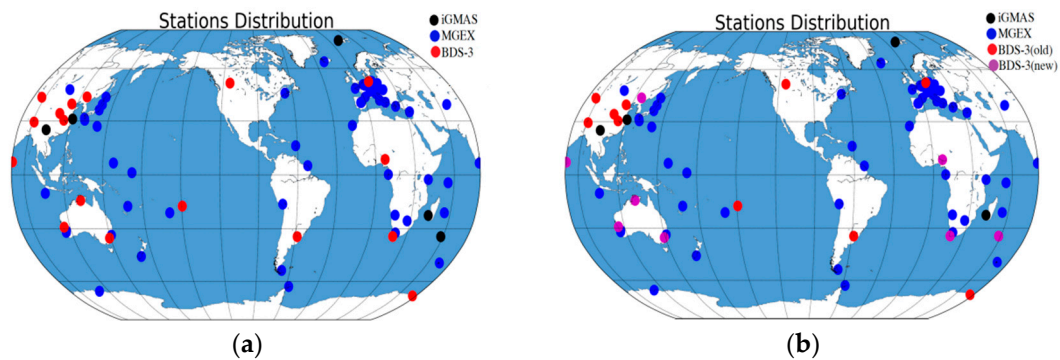 Stations Distribution
iGMAS
MGEX
BDS-3
Stations Distribution
iGMAS
MGEX
BDS-3(old)
BDS-3(new)
(a)
(b)